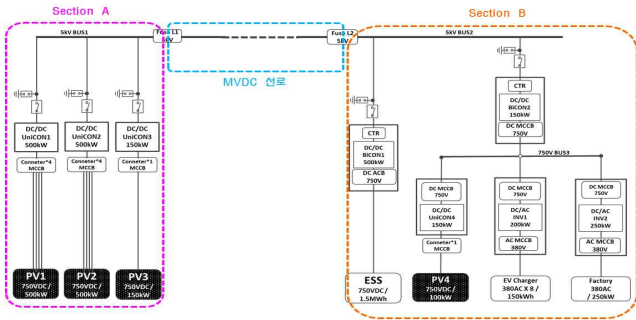 Section A
Section B
5kV BUS1
Fuse L1
5kV
Fuse L2
5kV
5kV BUS2
MVDC 선로
DC/DC
UniCON1
500kW
DC/DC
UniCON2
500kW
DC/DC
UniCON3
150kW
Conneter*4
MCCB
Conneter*4
MCCB
Conneter*1
MCCB
PV1
750VDC /
500kW
PV2
750VDC /
500kW
PV3
750VDC /
150kW
CTR
DC/DC
BiCON1
500kW
DC ACB
750V
ESS
750VDC /
1.5MWh
CTR
DC/DC
BiCON2
150kW
DC MCCB
750V
750V BUS3
DC MCCB
750V
DC/DC
UniCON4
150kW
Conneter*1
MCCB
PV4
750VDC /
100kW
DC MCCB
750V
DC/AC
INV1
200kW
AC MCCB
380V
EV Charger
380AC X 8 /
150kWh
DC MCCB
750V
DC/AC
INV2
250kW
AC MCCB
380V
Factory
380AC
/ 250kW